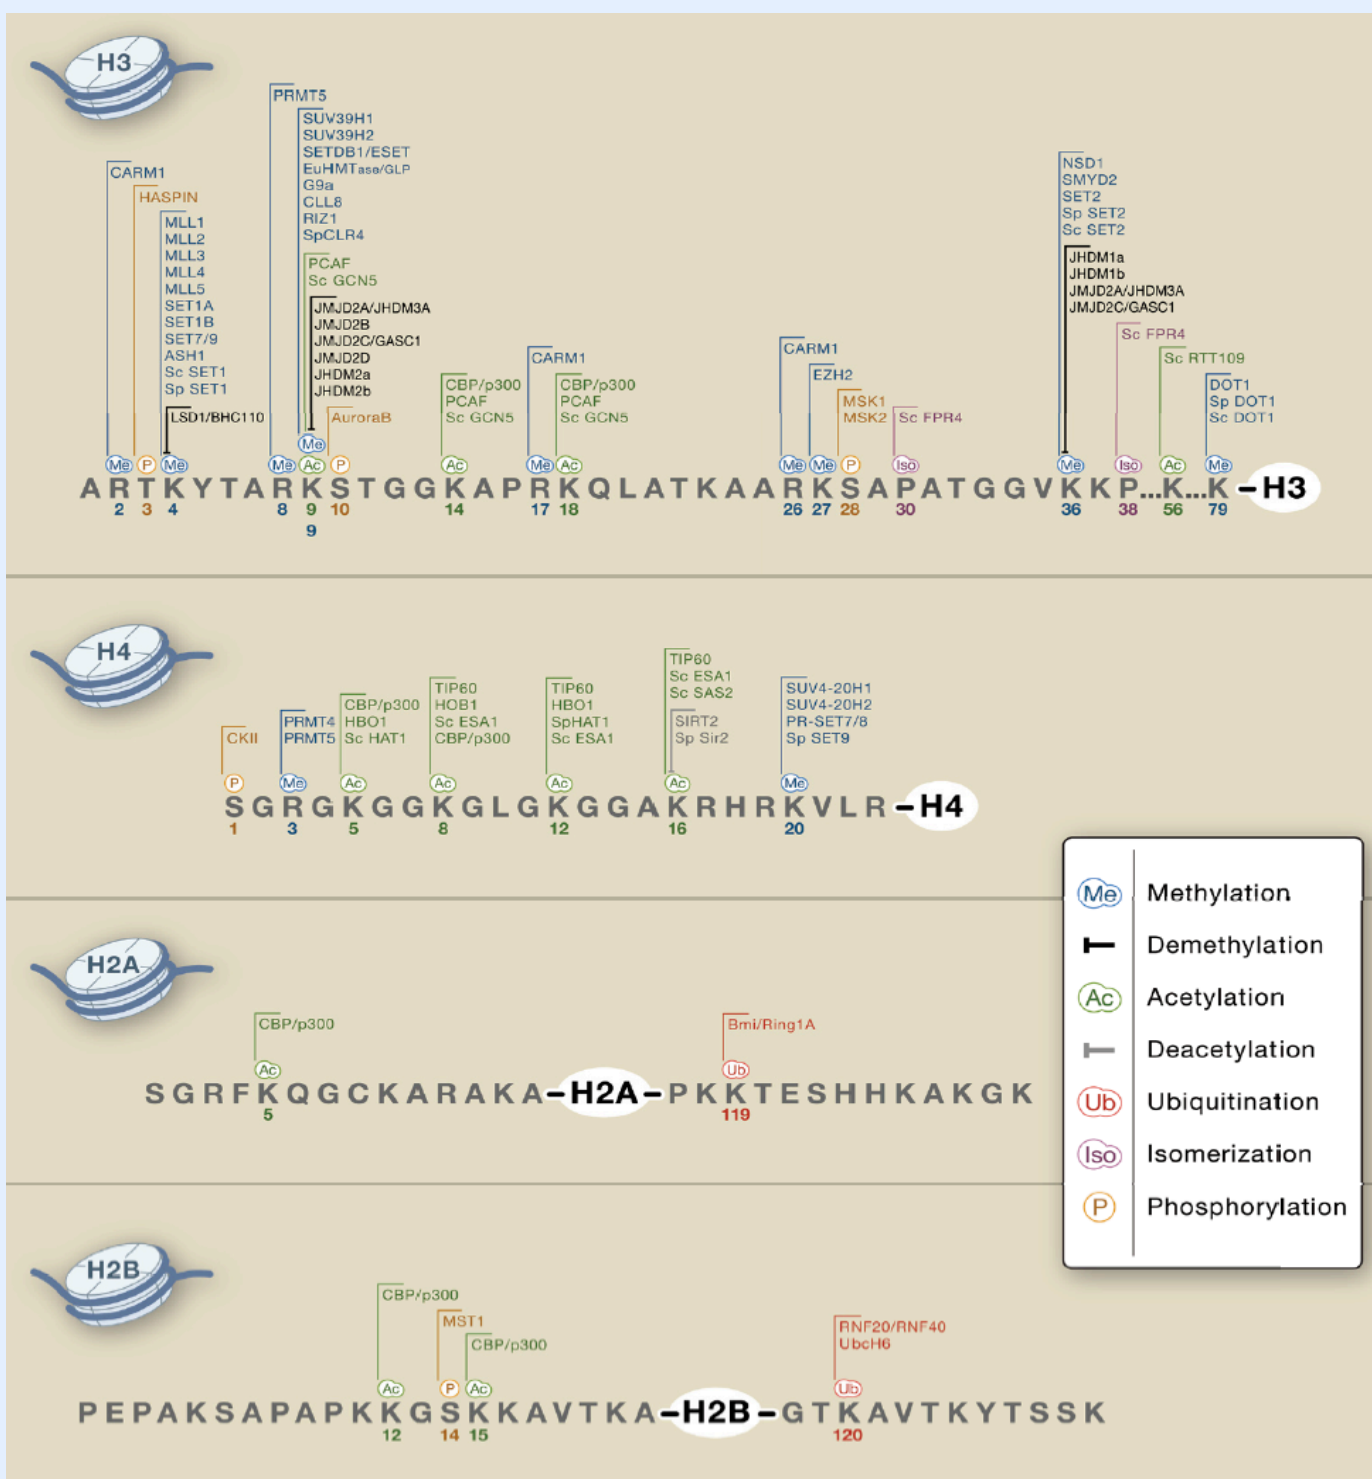 H3
PRMT5
SUV39H1
SUV39H2
SETDB1/ESET
EuHMTase/GLP
G9a
CLL8
RIZ1
SpCLR4
CARM1
HASPIN
MLL1
MLL2
MLL3
MLL4
MLL5
SET1A
SET1B
SET7/9
ASH1
Sc SET1
Sp SET1
LSD1/BHC110
PCAF
Sc GCN5
JMJD2A/JHDM3A
JMJD2B
JMJD2C/GASC1
JMJD2D
JHDM2a
JHDM2b
AuroraB
CBP/p300
PCAF
Sc GCN5
CARM1
CBP/p300
PCAF
Sc GCN5
CARM1
EZH2
MSK1
MSK2
Sc FPR4
NSD1
SMYD2
SET2
Sp SET2
Sc SET2
JHDM1a
JHDM1b
JMJD2A/JHDM3A
JMJD2C/GASC1
Sc FPR4
Sc RTT109
DOT1
Sp DOT1
Sc DOT1
Me P Me Me Me Ac P Ac Me Ac Me Me P Iso Me Iso Ac Me
A R T K Y T A R K S T G G K A P R K Q L A T K A A R K S A P A T G G V K K P...K...K H3
2 3 4 8 9 10 14 17 18 26 27 28 30 36 38 56 79
9
H4
CKII
PRMT4
PRMT5
CBP/p300
HBO1
Sc HAT1
TIP60
HOB1
Sc ESA1
CBP/p300
TIP60
HBO1
SpHAT1
Sc ESA1
TIP60
Sc ESA1
Sc SAS2
SIRT2
Sp Sir2
SUV4-20H1
SUV4-20H2
PR-SET7/8
Sp SET9
P Me Ac Ac Ac Ac Me
S G R G K G G K G L G K G G A K R H R K V L R H4
1 3 5 8 12 16 20
H2A
CBP/p300
Bmi/Ring1A
Ac Ub
S G R F K Q G C K A R A K A H2A P K K T E S H H K A K G K
5 119
H2B
CBP/p300
MST1
CBP/p300
RNF20/RNF40
UbcH6
Ac P Ac Ub
P E P A K S A P A P K K G S K K A V T K A H2B G T K A V T K Y T S S K
12 14 15 120
Me Methylation
Demethylation
Ac Acetylation
Deacetylation
Ub Ubiquitination
Iso Isomerization
P Phosphorylation